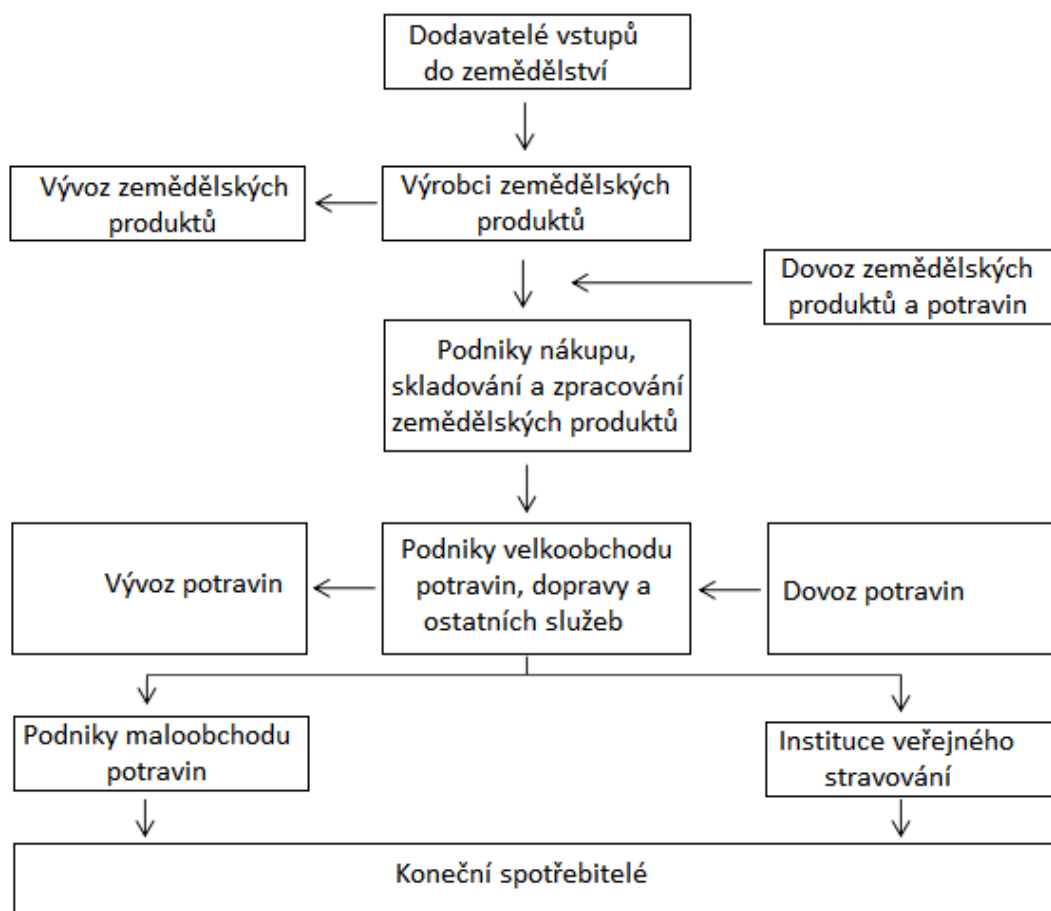 Dodavatelé vstupů
do zemědělství
Vývoz zemědělských
produktů
Výrobci zemědělských
produktů
Dovoz zemědělských
produktů a potravin
Podniky nákupu,
skladování a zpracování
zemědělských produktů
Vývoz potravin
Podniky velkoobchodu
potravin, dopravy a
ostatních služeb
Dovoz potravin
Podniky maloobchodu
potravin
Instituce veřejného
stravování
Koneční spotřebitelé